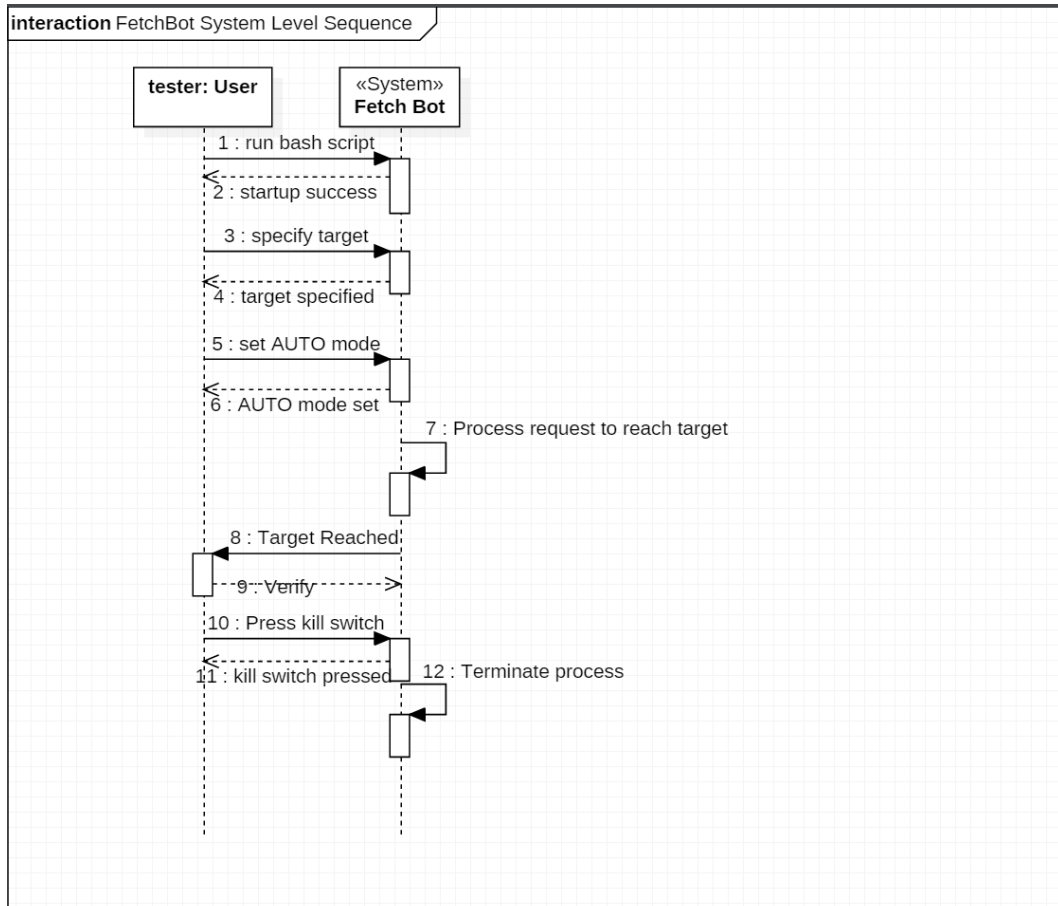 interaction FetchBot System Level Sequence
tester: User
«System»
Fetch Bot
1 : run bash script
2 : startup success
3 : specify target
4 : target specified
5 : set AUTO mode
6 : AUTO mode set
7 : Process request to reach target
8 : Target Reached
9 : Verify
10 : Press kill switch
11 : kill switch pressed
12 : Terminate process